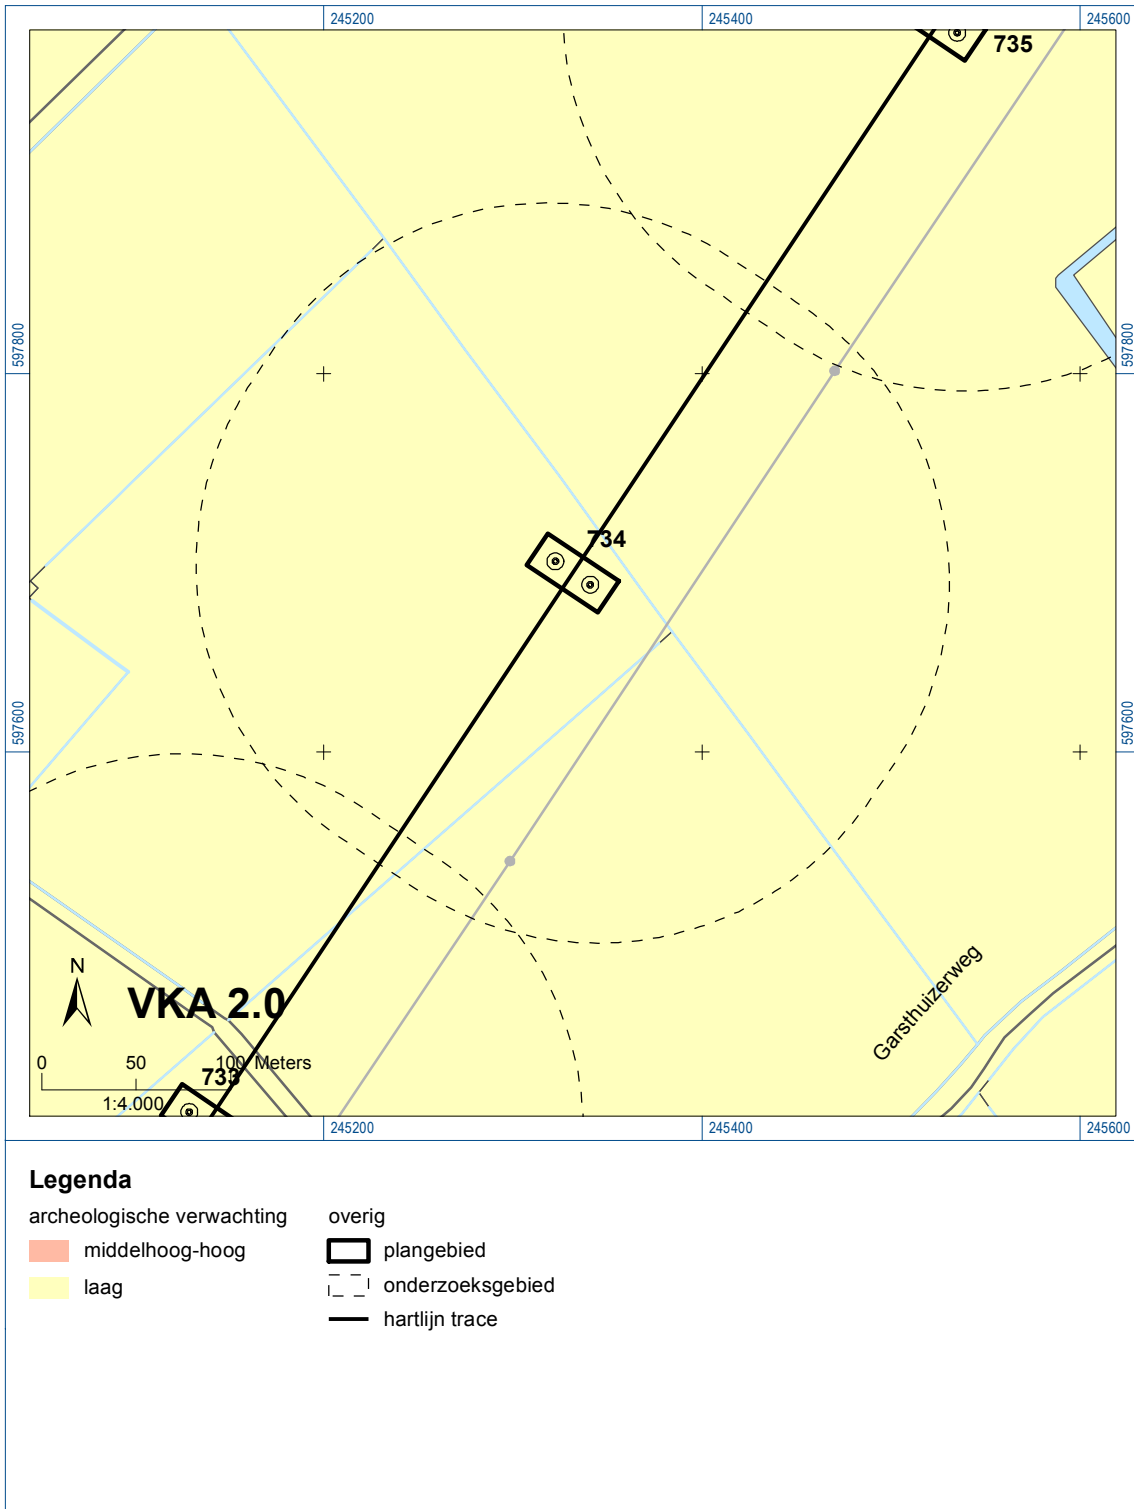 245200 245400 245600
735
597800 597800
734
597600 597600
Garsthuizerweg
N
VKA 2.0
0 50 100 Meters
733
1:4.000
245200 245400 245600
Legenda
archeologische verwachting overig
middelhoog-hoog plangebied
laag onderzoeksgebied
hartlijn trace